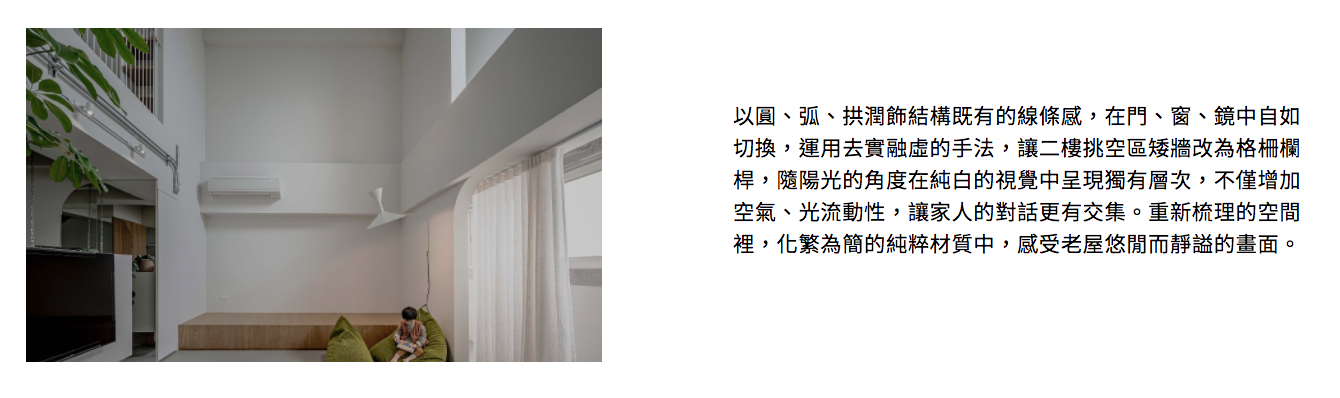 以圓、弧、拱潤飾結構既有的線條感，在門、窗、鏡中自如
切換，運用去實融虛的手法，讓二樓挑空區矮牆改為格柵欄
桿，隨陽光的角度在純白的視覺中呈現獨有層次，不僅增加
空氣、光流動性，讓家人的對話更有交集。重新梳理的空間
裡，化繁為簡的純粹材質中，感受老屋悠閒而靜謐的畫面。